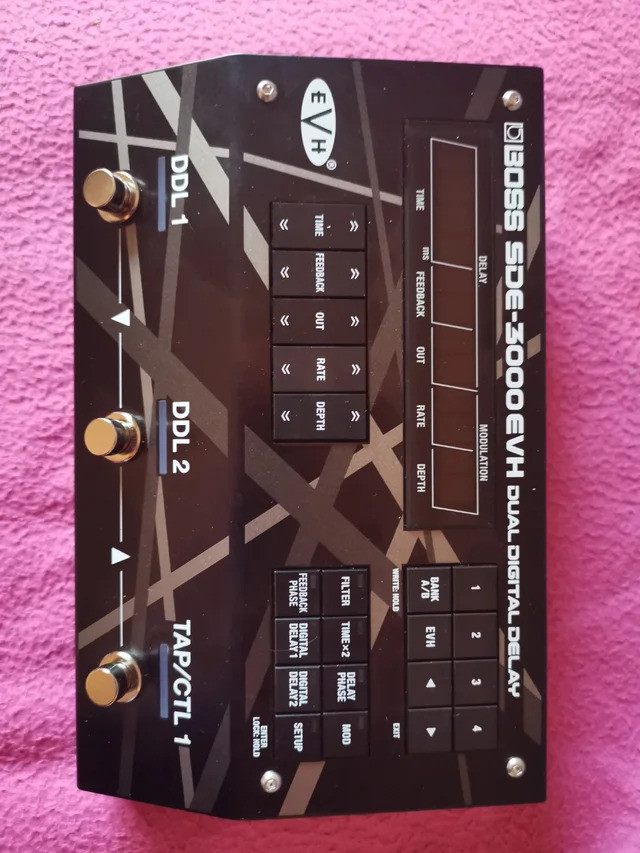 BOSS SDE-3000EVH DUAL DIGITAL DELAY
DELAY
MODULATION
TIME ms FEEDBACK OUT RATE DEPTH
EVH®
TIME FEEDBACK OUT RATE DEPTH
1 2 3 4
BANK A/B
EVH
WRITE: HOLD
EXIT
FILTER
TIME×2
DELAY PHASE
MOD
FEEDBACK PHASE
DIGITAL DELAY1
DIGITAL DELAY2
SETUP
ENTER
LOCK: HOLD
DDL 1
DDL 2
TAP/CTL 1